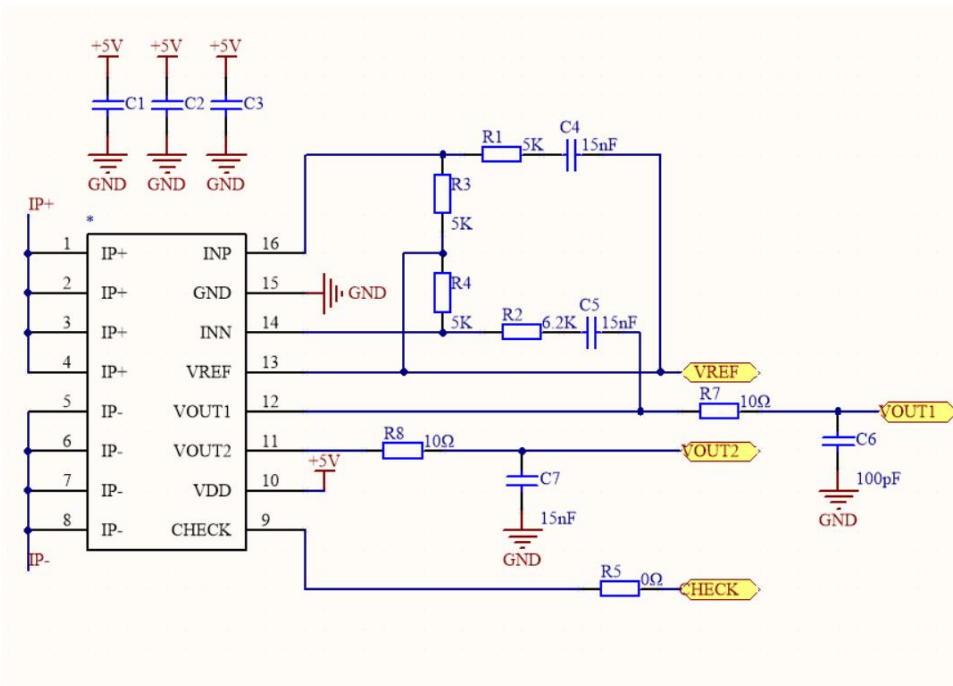 +5V +5V +5V
C1 C2 C3
GND GND GND
C4
R1 5K 15nF
R3
5K
IP+
*
1 IP+ INP 16
2 IP+ GND 15 GND
R4
C5
3 IP+ INN 14 5K R2 6.2K 15nF
4 IP+ VREF 13 VREF
5 IP- VOUT1 12 R7 10Ω VOUT1
6 IP- VOUT2 11 R8 10Ω VOUT2
C6
100pF
GND
7 IP- VDD 10 +5V
C7
15nF
GND
8 IP- CHECK 9
IP-
R5 0Ω CHECK